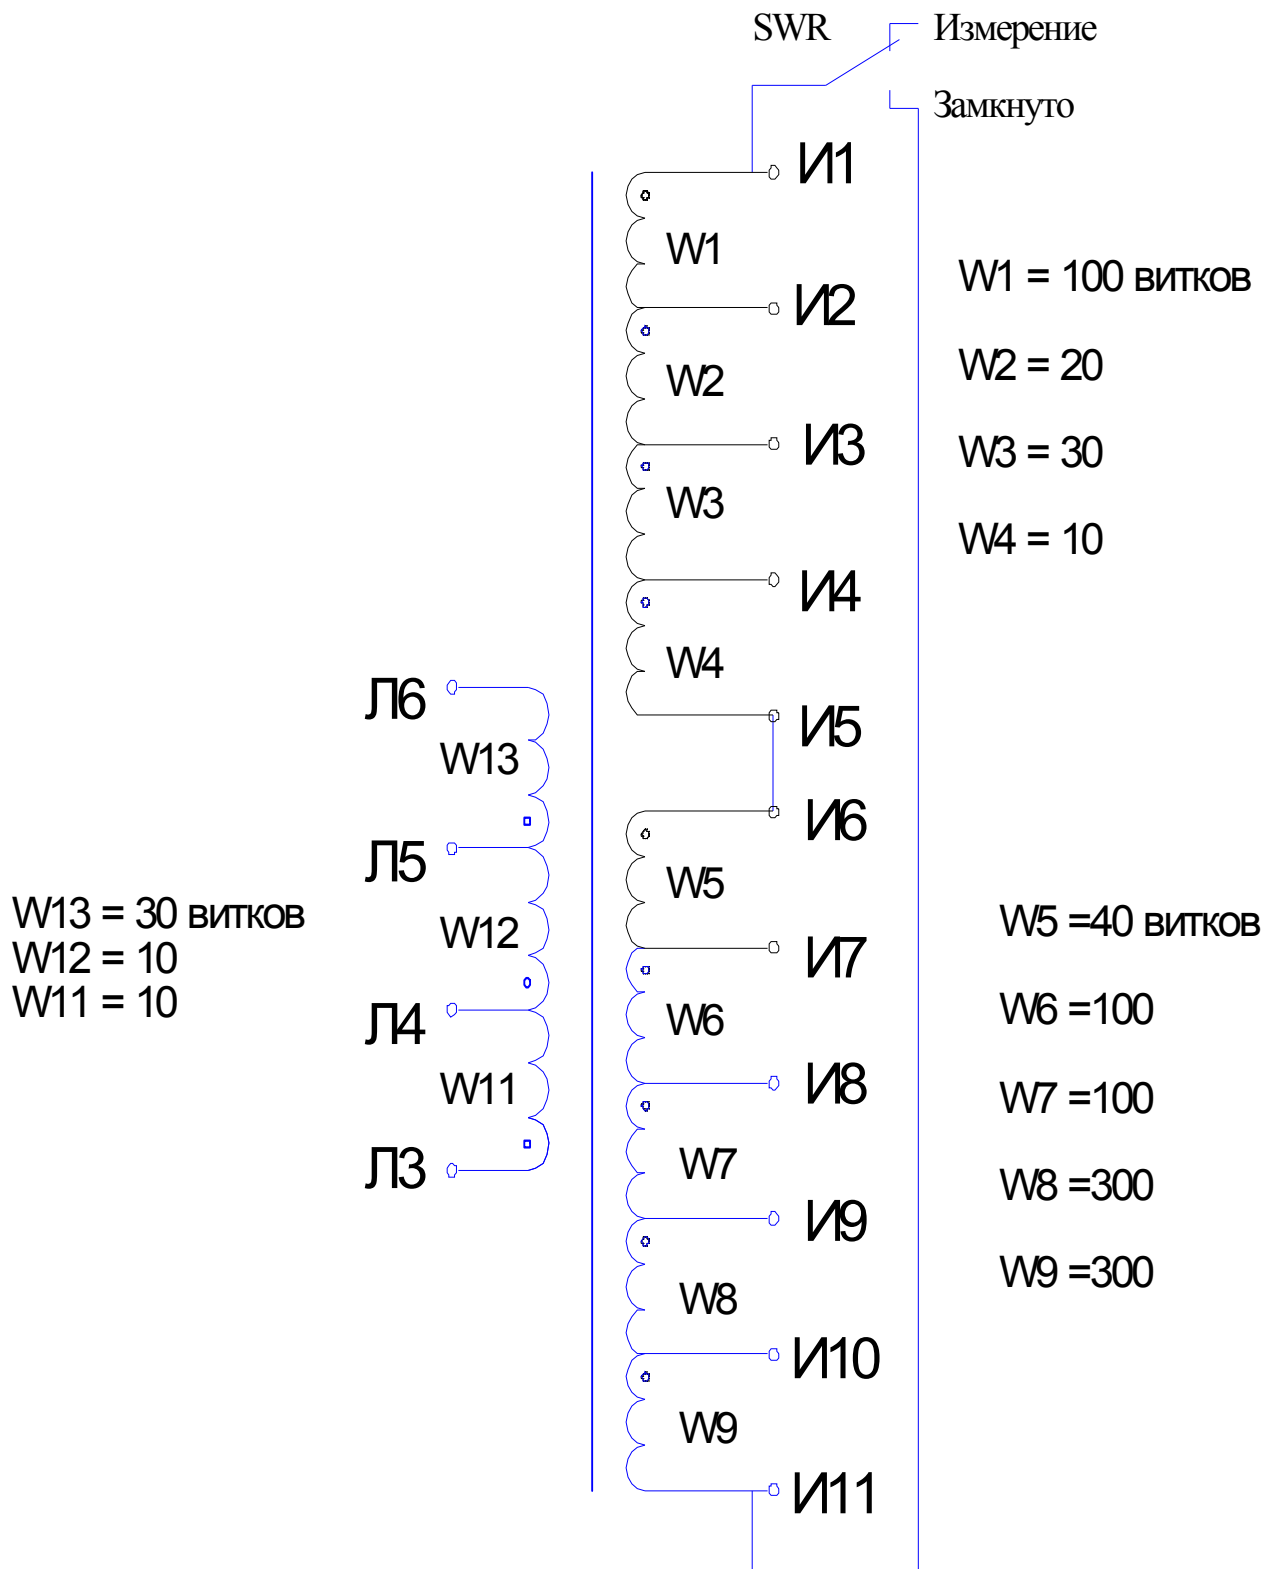 SWR
Измерение
Замкнуто
И1
W1
W1 = 100 витков
И2
W2
W2 = 20
И3
W3 = 30
W3
W4 = 10
И4
W4
Л6
И5
W13
И6
Л5
W5
W13 = 30 витков
W5 =40 витков
W12
W12 = 10
И7
W11 = 10
W6 =100
W6
Л4
W11
И8
W7 =100
Л3
W7
W8 =300
И9
W9 =300
W8
И10
W9
И11